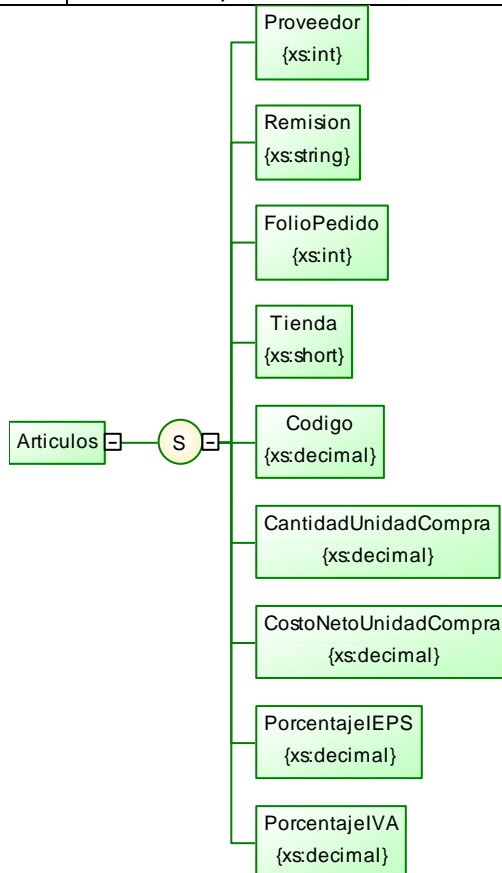 Proveedor
{xs:int}
Remision
{xs:string}
FolioPedido
{xs:int}
Tienda
{xs:short}
Articulos
S
Codigo
{xs:decimal}
CantidadUnidadCompra
{xs:decimal}
CostoNetoUnidadCompra
{xs:decimal}
PorcentajeIEPS
{xs:decimal}
PorcentajeIVA
{xs:decimal}